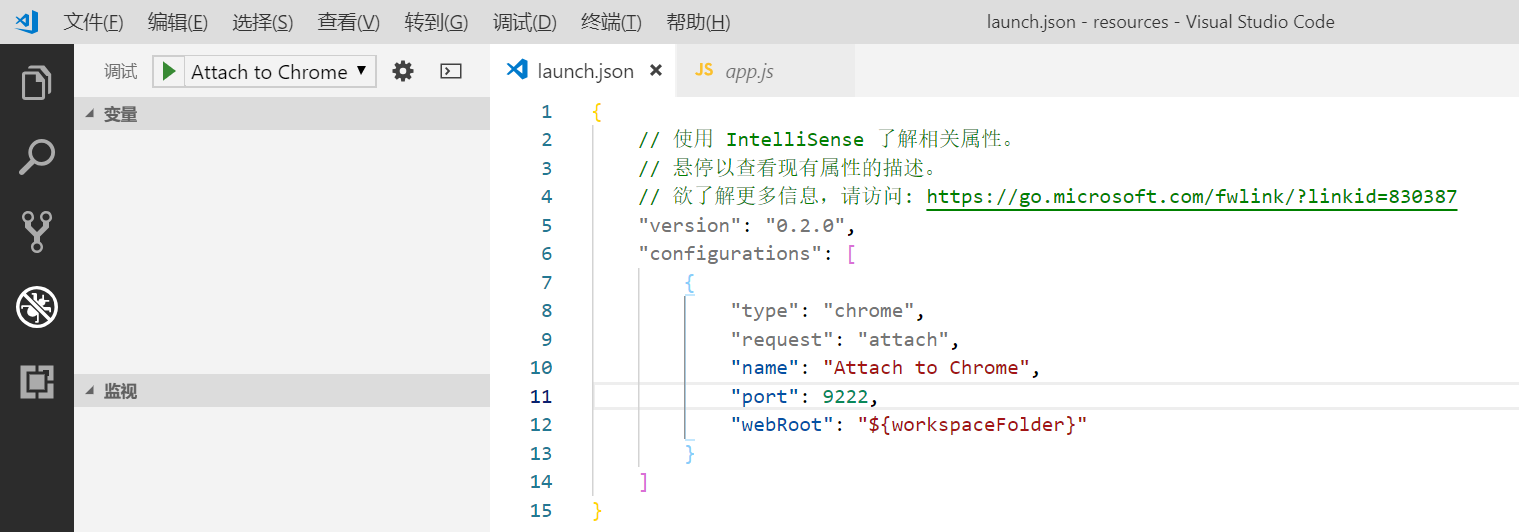 文件(F) 编辑(E) 选择(S) 查看(V) 转到(G) 调试(D) 终端(T) 帮助(H) launch.json - resources - Visual Studio Code
调试 Attach to Chrome
变量
监视
launch.json JS app.js
1 {
2 // 使用 IntelliSense 了解相关属性。
3 // 悬停以查看现有属性的描述。
4 // 欲了解更多信息，请访问: https://go.microsoft.com/fwlink/?linkid=830387
5 "version": "0.2.0",
6 "configurations": [
7 {
8 "type": "chrome",
9 "request": "attach",
10 "name": "Attach to Chrome",
11 "port": 9222,
12 "webRoot": "${workspaceFolder}"
13 }
14 ]
15 }